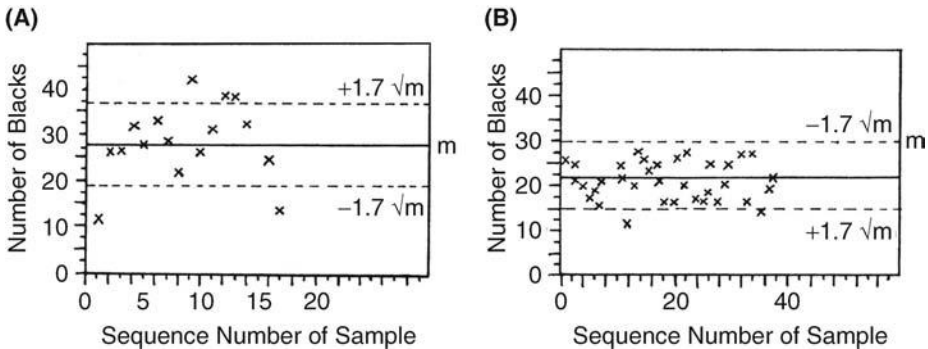 (A)
Number of Blacks
40
30
20
10
0
+1.7 √m
m
−1.7 √m
0 5 10 15 20
Sequence Number of Sample
(B)
Number of Blacks
40
30
20
10
0
−1.7 √m
m
+1.7 √m
0 20 40
Sequence Number of Sample